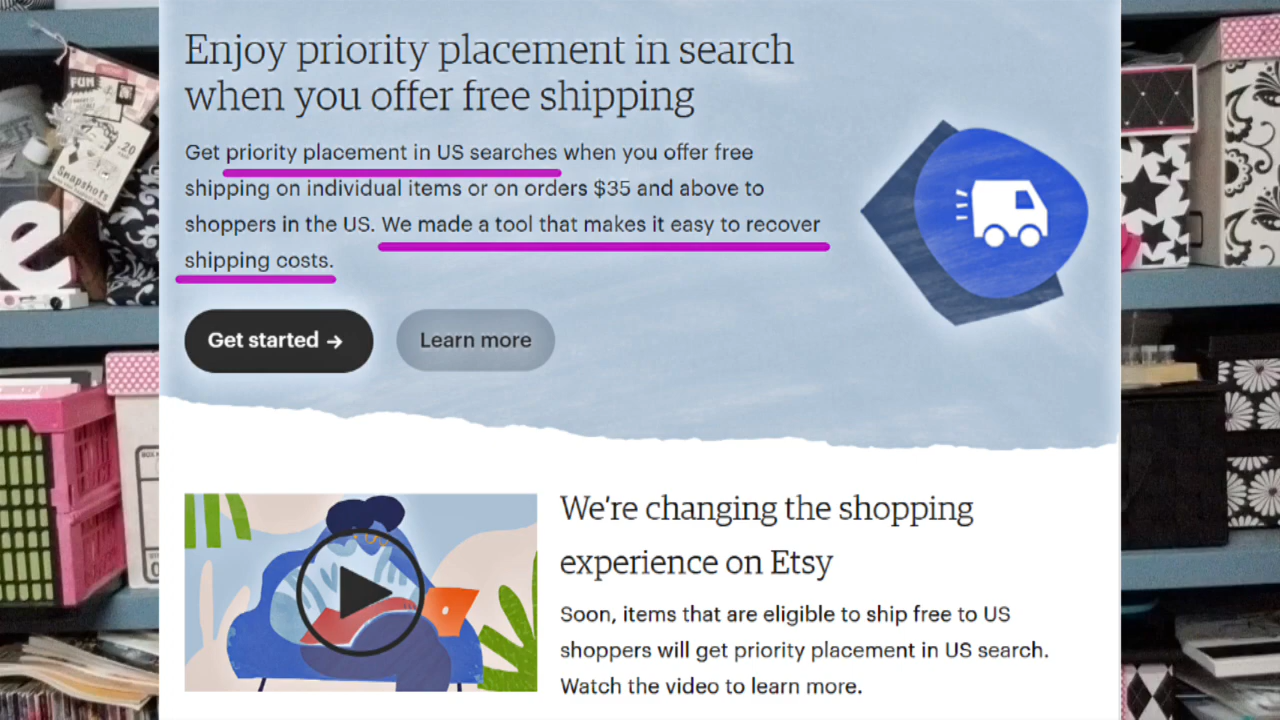 Enjoy priority placement in search
when you offer free shipping
Get priority placement in US searches when you offer free
shipping on individual items or on orders $35 and above to
shoppers in the US. We made a tool that makes it easy to recover
shipping costs.
Get started →
Learn more
We're changing the shopping
experience on Etsy
Soon, items that are eligible to ship free to US
shoppers will get priority placement in US search.
Watch the video to learn more.
FUN
20
Snapshots
e